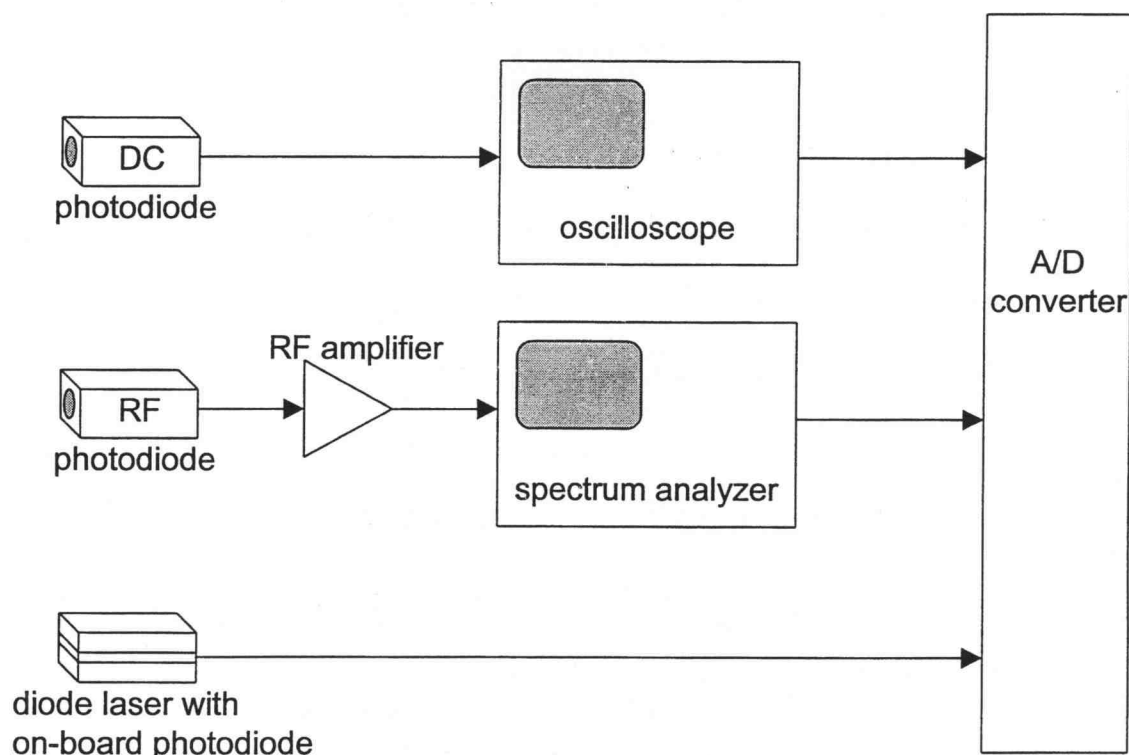 DC
photodiode
oscilloscope
A/D
converter
RF amplifier
RF
photodiode
spectrum analyzer
diode laser with
on-board photodiode